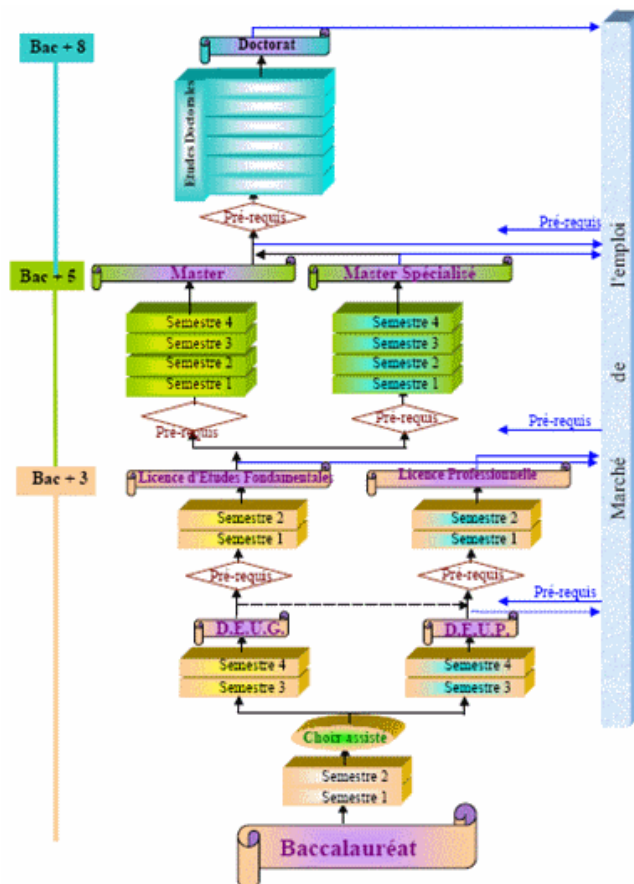 Bac + 8
Doctorat
Etudes Doctorales
Pré-requis
Pré-requis
Bac + 5
Master
Master Spécialisé
Semestre 4
Semestre 3
Semestre 2
Semestre 1
Semestre 4
Semestre 3
Semestre 2
Semestre 1
Pré-requis
Pré-requis
Pré-requis
Bac + 3
Licence d'Etudes Fondamentales
Licence Professionnelle
Semestre 2
Semestre 1
Semestre 2
Semestre 1
Pré-requis
Pré-requis
Pré-requis
D.E.U.G.
D.E.U.P.
Semestre 4
Semestre 3
Semestre 4
Semestre 3
Choix assiste
Semestre 2
Semestre 1
Baccalauréat
Marché de l'emploi